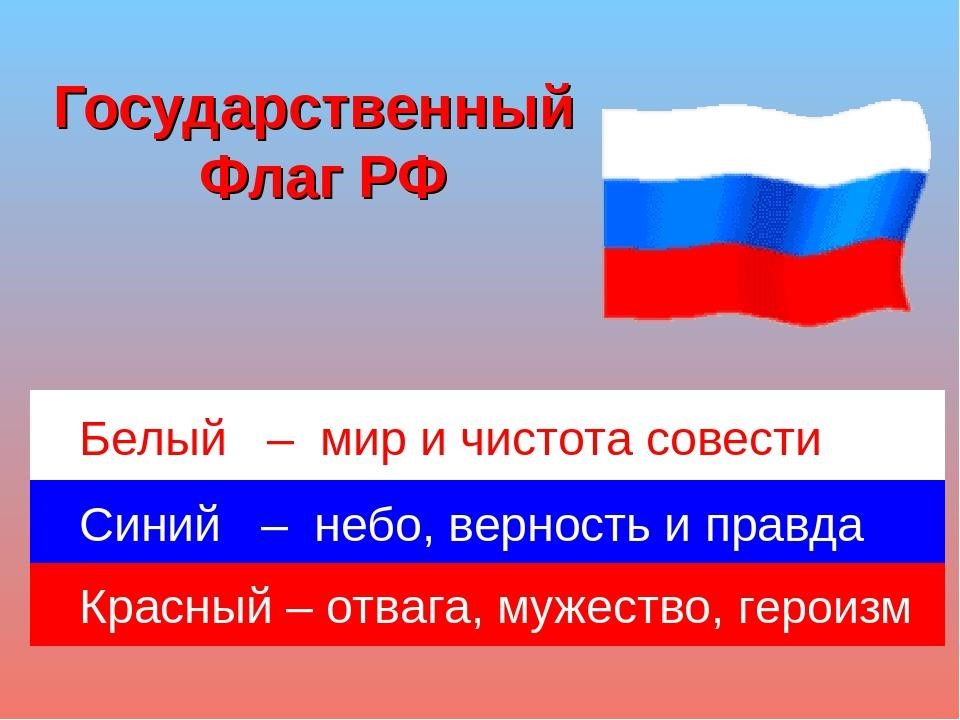 Государственный
Флаг РФ
Белый – мир и чистота совести
Синий – небо, верность и правда
Красный – отвага, мужество, героизм